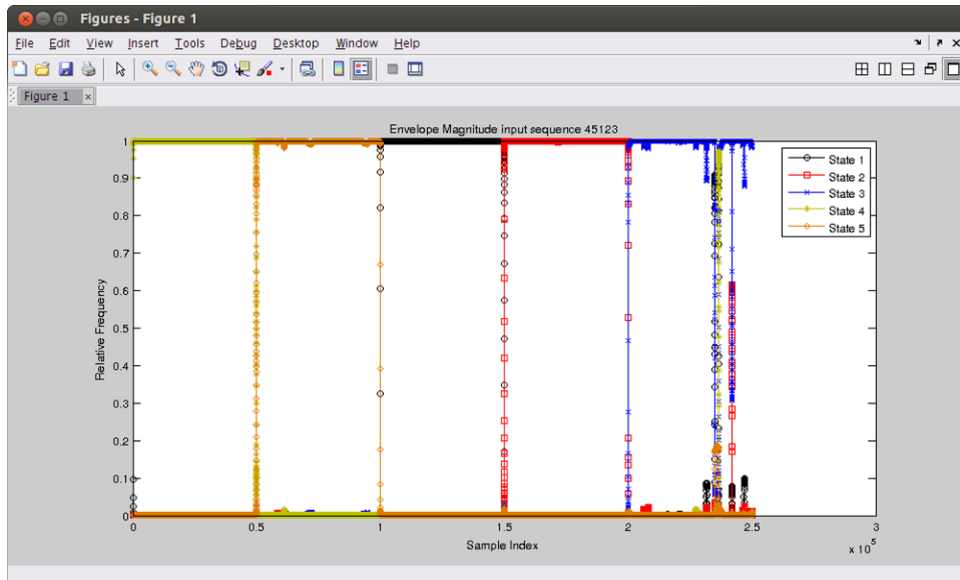 Figures - Figure 1
File Edit View Insert Tools Debug Desktop Window Help
Figure 1
Envelope Magnitude input sequence 45123
1
0.9
0.8
0.7
0.6
0.5
0.4
0.3
0.2
0.1
0
Relative Frequency
State 1
State 2
State 3
State 4
State 5
0 0.5 1 1.5 2 2.5 3
Sample Index
x 10^5